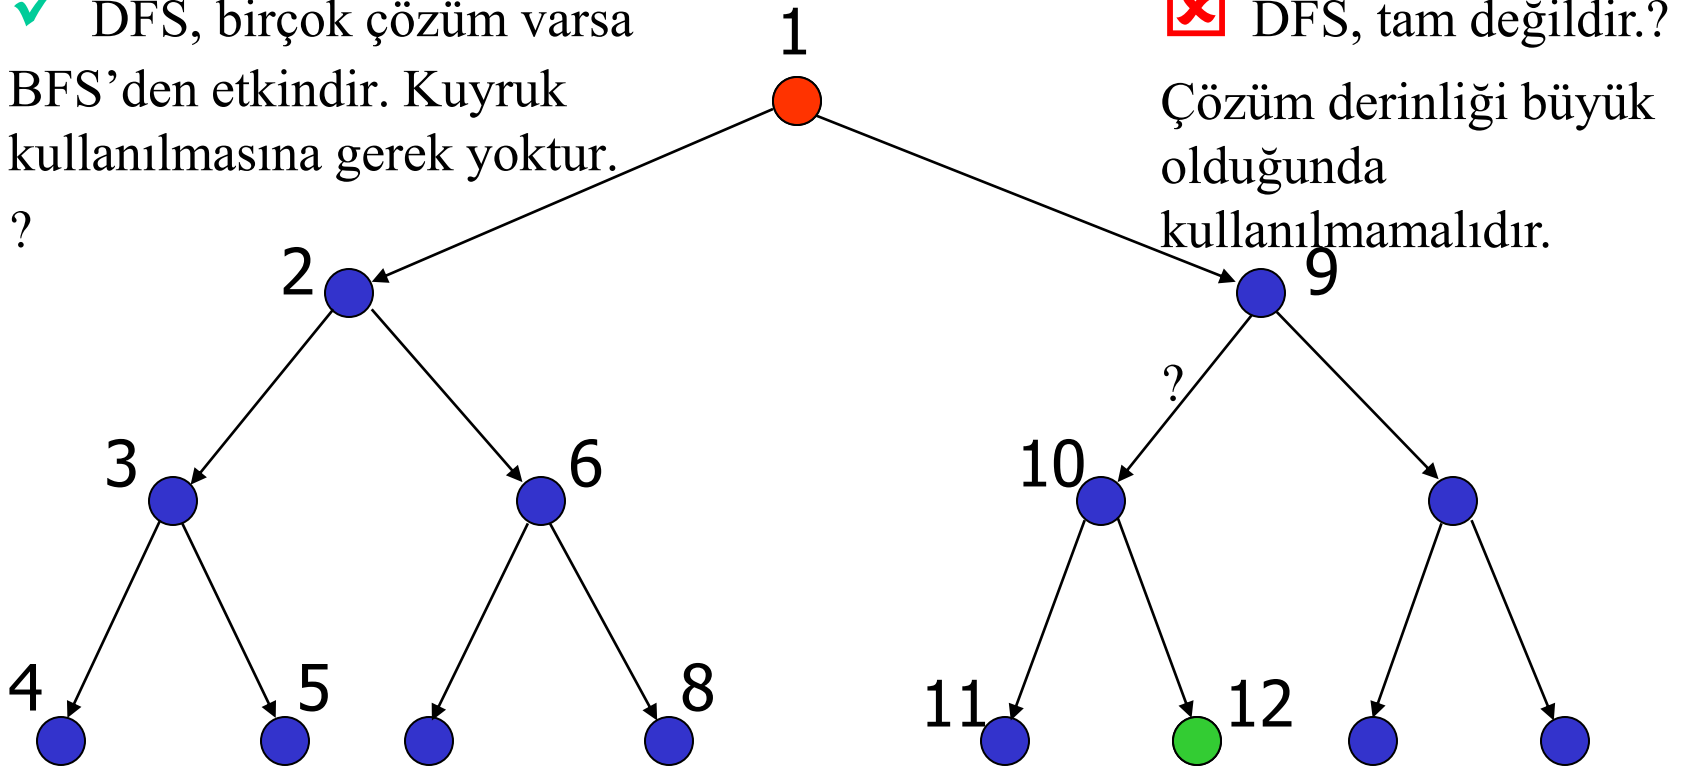 ✓ DFS, birçok çözüm varsa
BFS’den etkindir. Kuyruk
kullanılmasına gerek yoktur.
?
DFS, tam değildir.?
Çözüm derinliği büyük
olduğunda
kullanılmamalıdır.
?
1
2
9
3
6
10
4
5
8
11
12